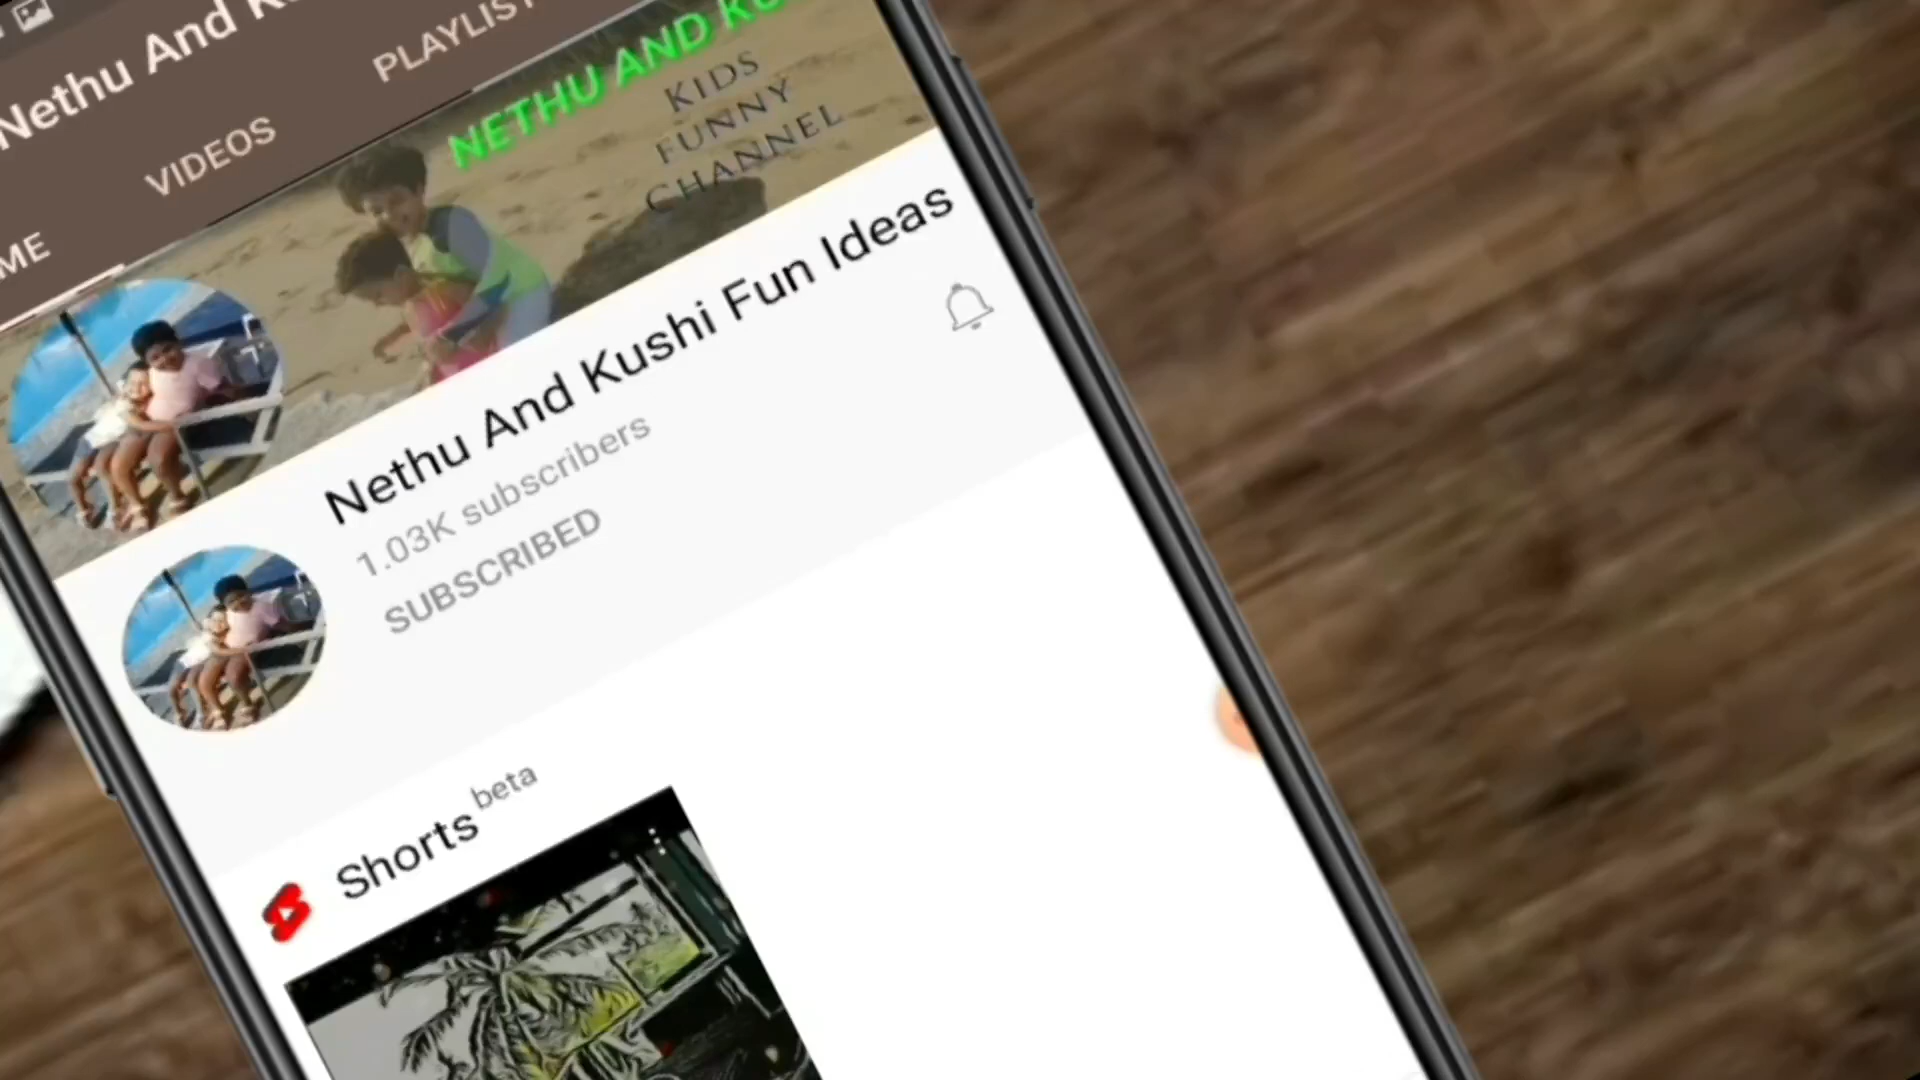 Nethu And
VIDEOS
PLAYLIST
NETHU AND KU
KIDS
FUNNY
CHANNEL
Nethu And Kushi Fun Ideas
1.03K subscribers
SUBSCRIBED
Shorts beta